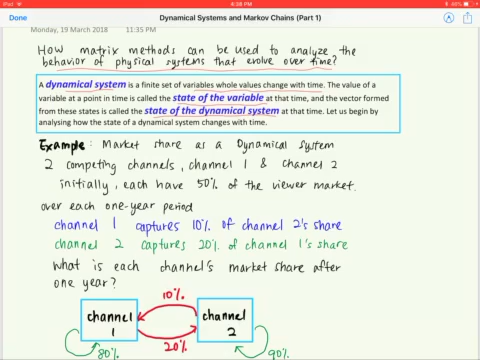 iPad
4:38 PM
Done
Dynamical Systems and Markov Chains (Part 1)
Monday, 19 March 2018 11:35 PM
How matrix methods can be used to analyze the
behavior of physical systems that evolve over time?
A dynamical system is a finite set of variables whole values change with time. The value of a
variable at a point in time is called the state of the variable at that time, and the vector formed
from these states is called the state of the dynamical system at that time. Let us begin by
analysing how the state of a dynamical system changes with time.
Example: Market share as a Dynamical System
2 competing channels, channel 1 & channel 2
initially, each have 50% of the viewer market.
over each one-year period
channel 1 captures 10% of channel 2's share
channel 2 captures 20% of channel 1's share
What is each channel's market share after
one year?
10%
channel
1
channel
2
20%
80%
90%